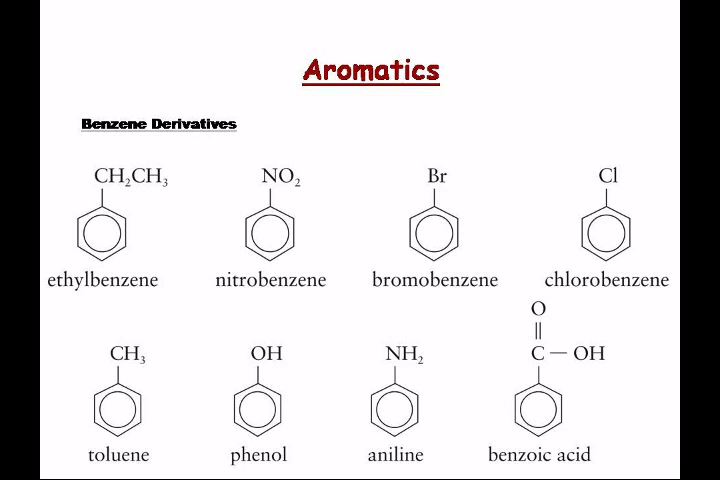 Aromatics
Benzene Derivatives
CH₂CH₃ NO₂ Br Cl
ethylbenzene nitrobenzene bromobenzene chlorobenzene
O
CH₃ OH NH₂ C — OH
toluene phenol aniline benzoic acid